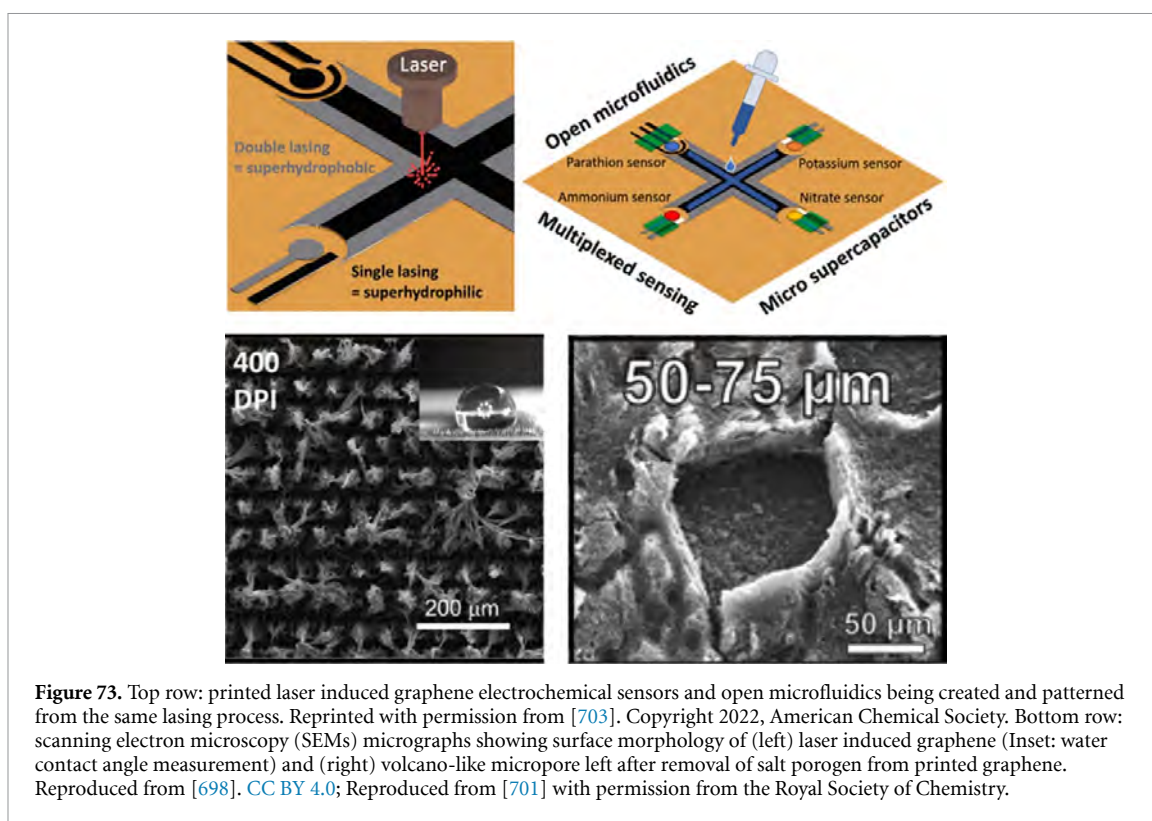 Laser
Double lasing
= superhydrophobic
Single lasing
= superhydrophilic
Open microfluidics
Parathion sensor
Potassium sensor
Ammonium sensor
Nitrate sensor
Multiplexed sensing
Micro supercapacitors
400
DPI
200 μm
50-75 μm
50 μm
Figure 73. Top row: printed laser induced graphene electrochemical sensors and open microfluidics being created and patterned
from the same lasing process. Reprinted with permission from [703]. Copyright 2022, American Chemical Society. Bottom row:
scanning electron microscopy (SEMs) micrographs showing surface morphology of (left) laser induced graphene (Inset: water
contact angle measurement) and (right) volcano-like micropore left after removal of salt porogen from printed graphene.
Reproduced from [698]. CC BY 4.0; Reproduced from [701] with permission from the Royal Society of Chemistry.